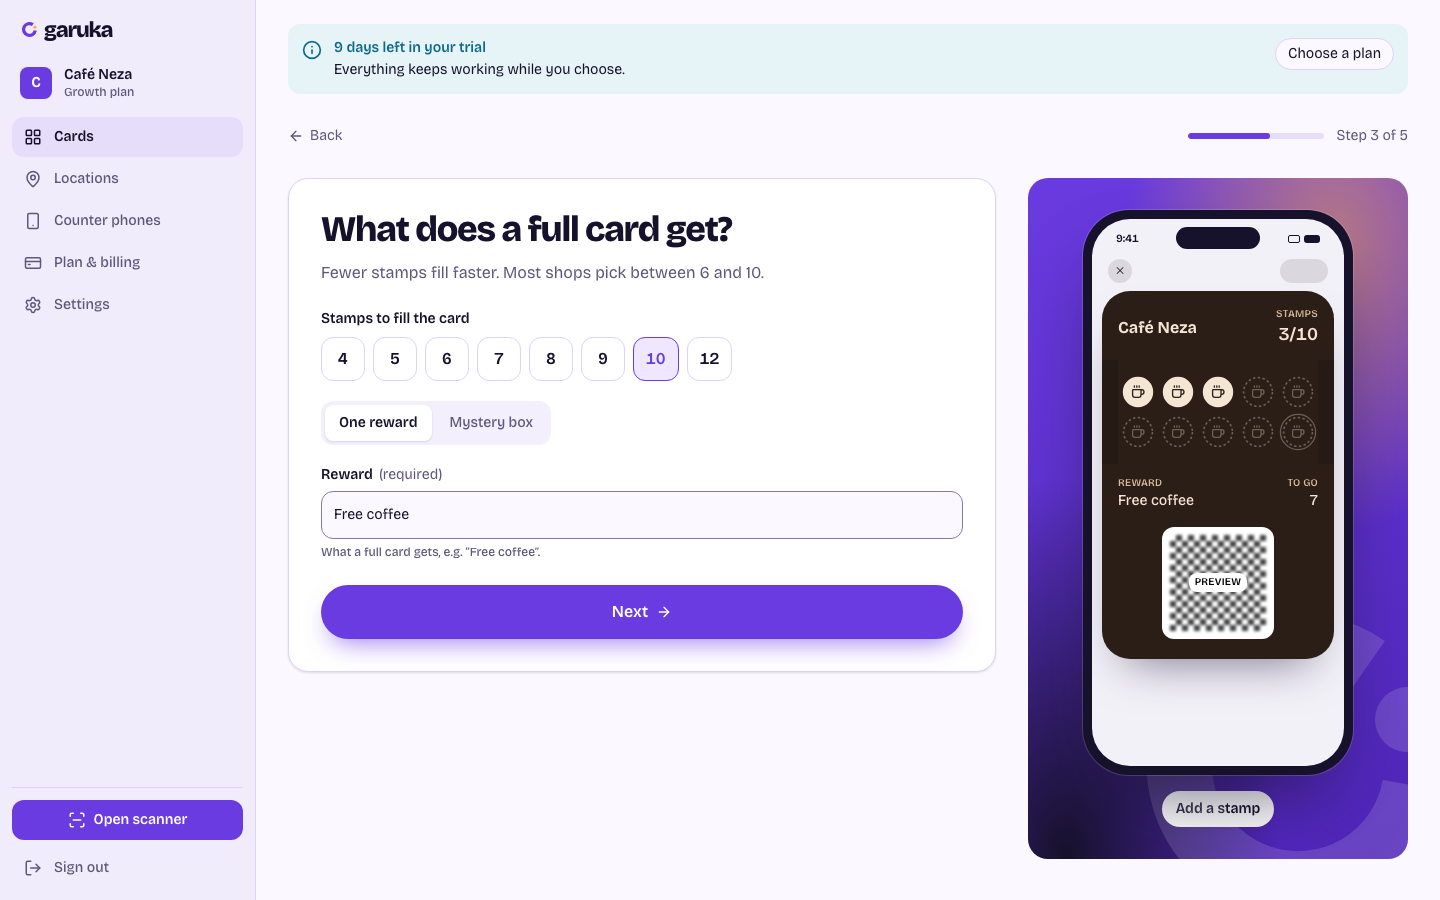 garuka
C
Café Neza
Growth plan
Cards
Locations
Counter phones
Plan & billing
Settings
Open scanner
Sign out
9 days left in your trial
Everything keeps working while you choose.
Choose a plan
Back
Step 3 of 5
What does a full card get?
Fewer stamps fill faster. Most shops pick between 6 and 10.
Stamps to fill the card
4 5 6 7 8 9 10 12
One reward Mystery box
Reward (required)
Free coffee
What a full card gets, e.g. “Free coffee”.
Next
9:41
Café Neza
STAMPS
3/10
REWARD
Free coffee
TO GO
7
PREVIEW
Add a stamp